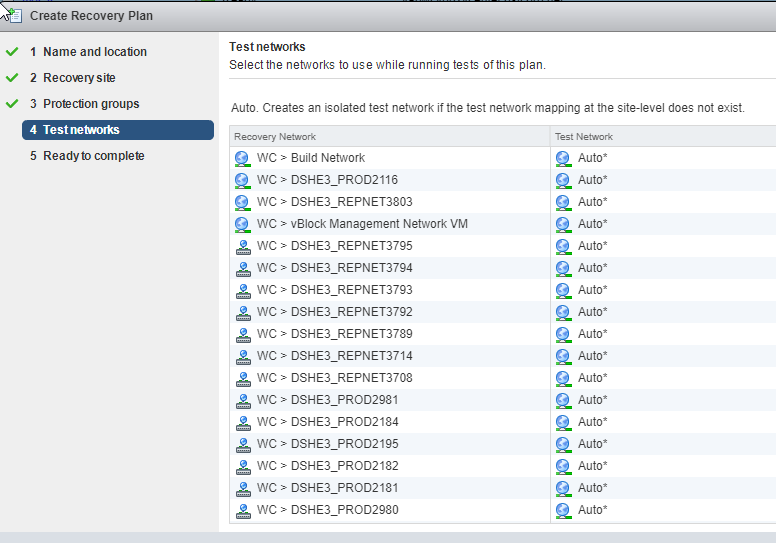 Create Recovery Plan
1 Name and location
2 Recovery site
3 Protection groups
4 Test networks
5 Ready to complete
Test networks
Select the networks to use while running tests of this plan.
Auto. Creates an isolated test network if the test network mapping at the site-level does not exist.
Recovery Network Test Network
WC > Build Network Auto*
WC > DSHE3_PROD2116 Auto*
WC > DSHE3_REPNET3803 Auto*
WC > vBlock Management Network VM Auto*
WC > DSHE3_REPNET3795 Auto*
WC > DSHE3_REPNET3794 Auto*
WC > DSHE3_REPNET3793 Auto*
WC > DSHE3_REPNET3792 Auto*
WC > DSHE3_REPNET3789 Auto*
WC > DSHE3_REPNET3714 Auto*
WC > DSHE3_REPNET3708 Auto*
WC > DSHE3_PROD2981 Auto*
WC > DSHE3_PROD2184 Auto*
WC > DSHE3_PROD2195 Auto*
WC > DSHE3_PROD2182 Auto*
WC > DSHE3_PROD2181 Auto*
WC > DSHE3_PROD2980 Auto*